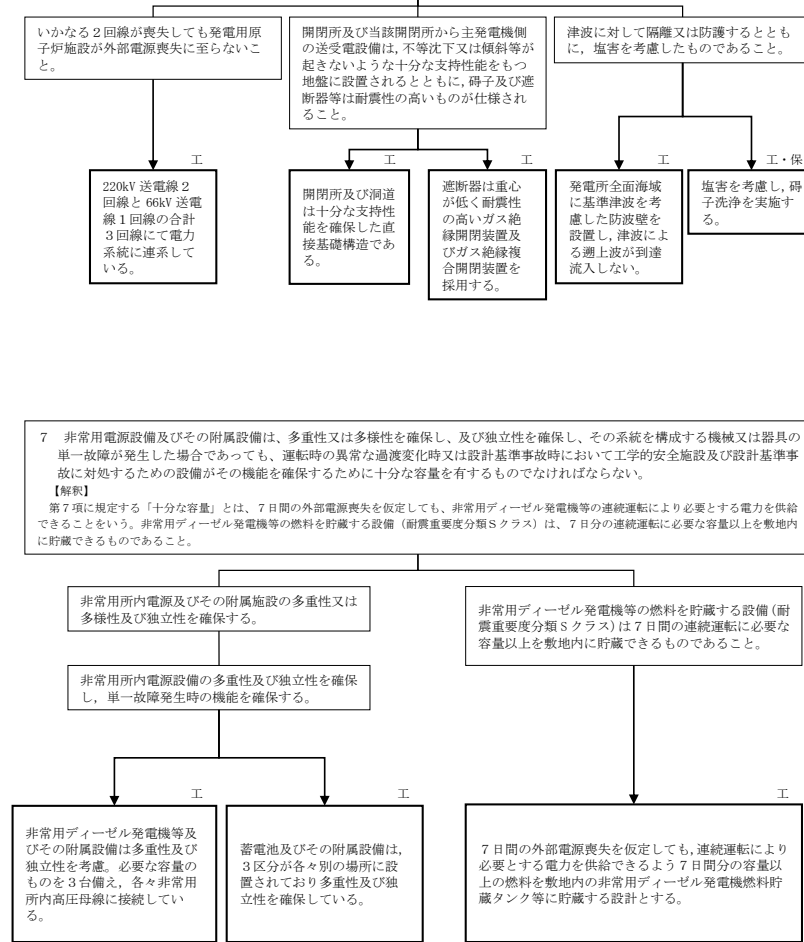 いかなる２回線が喪失しても発電用原
子炉施設が外部電源喪失に至らないこ
と。
開閉所及び当該開閉所から主発電機側
の送受電設備は，不等沈下又は傾斜等が
起きないような十分な支持性能をもつ
地盤に設置されるとともに，碍子及び遮
断器等は耐震性の高いものが仕様され
ること。
津波に対して隔離又は防護するととも
に，塩害を考慮したものであること。
工
220kV 送電線２
回線と 66kV 送電
線１回線の合計
３回線にて電力
系統に連系して
いる。
工
開閉所及び洞道
は十分な支持性
能を確保した直
接基礎構造であ
る。
工
遮断器は重心
が低く耐震性
の高いガス絶
縁開閉装置及
びガス絶縁複
合開閉装置を
採用する。
工
発電所全面海域
に基準津波を考
慮した防波壁を
設置し，津波によ
る遡上波が到達
流入しない。
工・保
塩害を考慮し，碍
子洗浄を実施す
る。
７　非常用電源設備及びその附属設備は、多重性又は多様性を確保し、及び独立性を確保し、その系統を構成する機械又は器具の
単一故障が発生した場合であっても、運転時の異常な過渡変化時又は設計基準事故時において工学的安全施設及び設計基準事
故に対処するための設備がその機能を確保するために十分な容量を有するものでなければならない。
【解釈】
第７項に規定する「十分な容量」とは、７日間の外部電源喪失を仮定しても、非常用ディーゼル発電機等の連続運転により必要とする電力を供給
できることをいう。非常用ディーゼル発電機等の燃料を貯蔵する設備（耐震重要度分類Ｓクラス）は、７日分の連続運転に必要な容量以上を敷地内
に貯蔵できるものであること。
非常用所内電源及びその附属施設の多重性又は
多様性及び独立性を確保する。
非常用ディーゼル発電機等の燃料を貯蔵する設備（耐
震重要度分類Ｓクラス）は７日間の連続運転に必要な
容量以上を敷地内に貯蔵できるものであること。
非常用所内電源設備の多重性及び独立性を確保
し，単一故障発生時の機能を確保する。
工
非常用ディーゼル発電機等及
びその附属設備は多重性及び
独立性を考慮。必要な容量の
ものを３台備え，各々非常用
所内高圧母線に接続してい
る。
工
蓄電池及びその附属設備は，
３区分が各々別の場所に設
置されており多重性及び独
立性を確保している。
工
７日間の外部電源喪失を仮定しても，連続運転により
必要とする電力を供給できるよう７日間分の容量以
上の燃料を敷地内の非常用ディーゼル発電機燃料貯
蔵タンク等に貯蔵する設計とする。